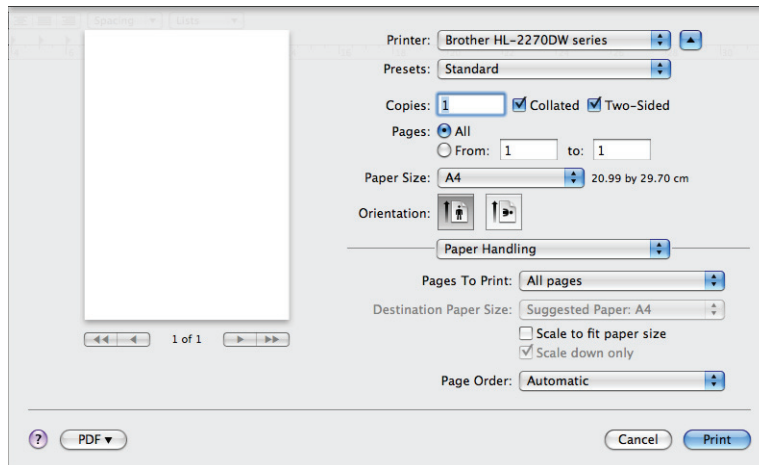 Spacing Lists
Printer: Brother HL-2270DW series
Presets: Standard
Copies: 1 Collated Two-Sided
Pages: All
From: 1 to: 1
Paper Size: A4 20.99 by 29.70 cm
Orientation:
Paper Handling
Pages To Print: All pages
Destination Paper Size: Suggested Paper: A4
1 of 1
Scale to fit paper size
Scale down only
Page Order: Automatic
? PDF Cancel Print